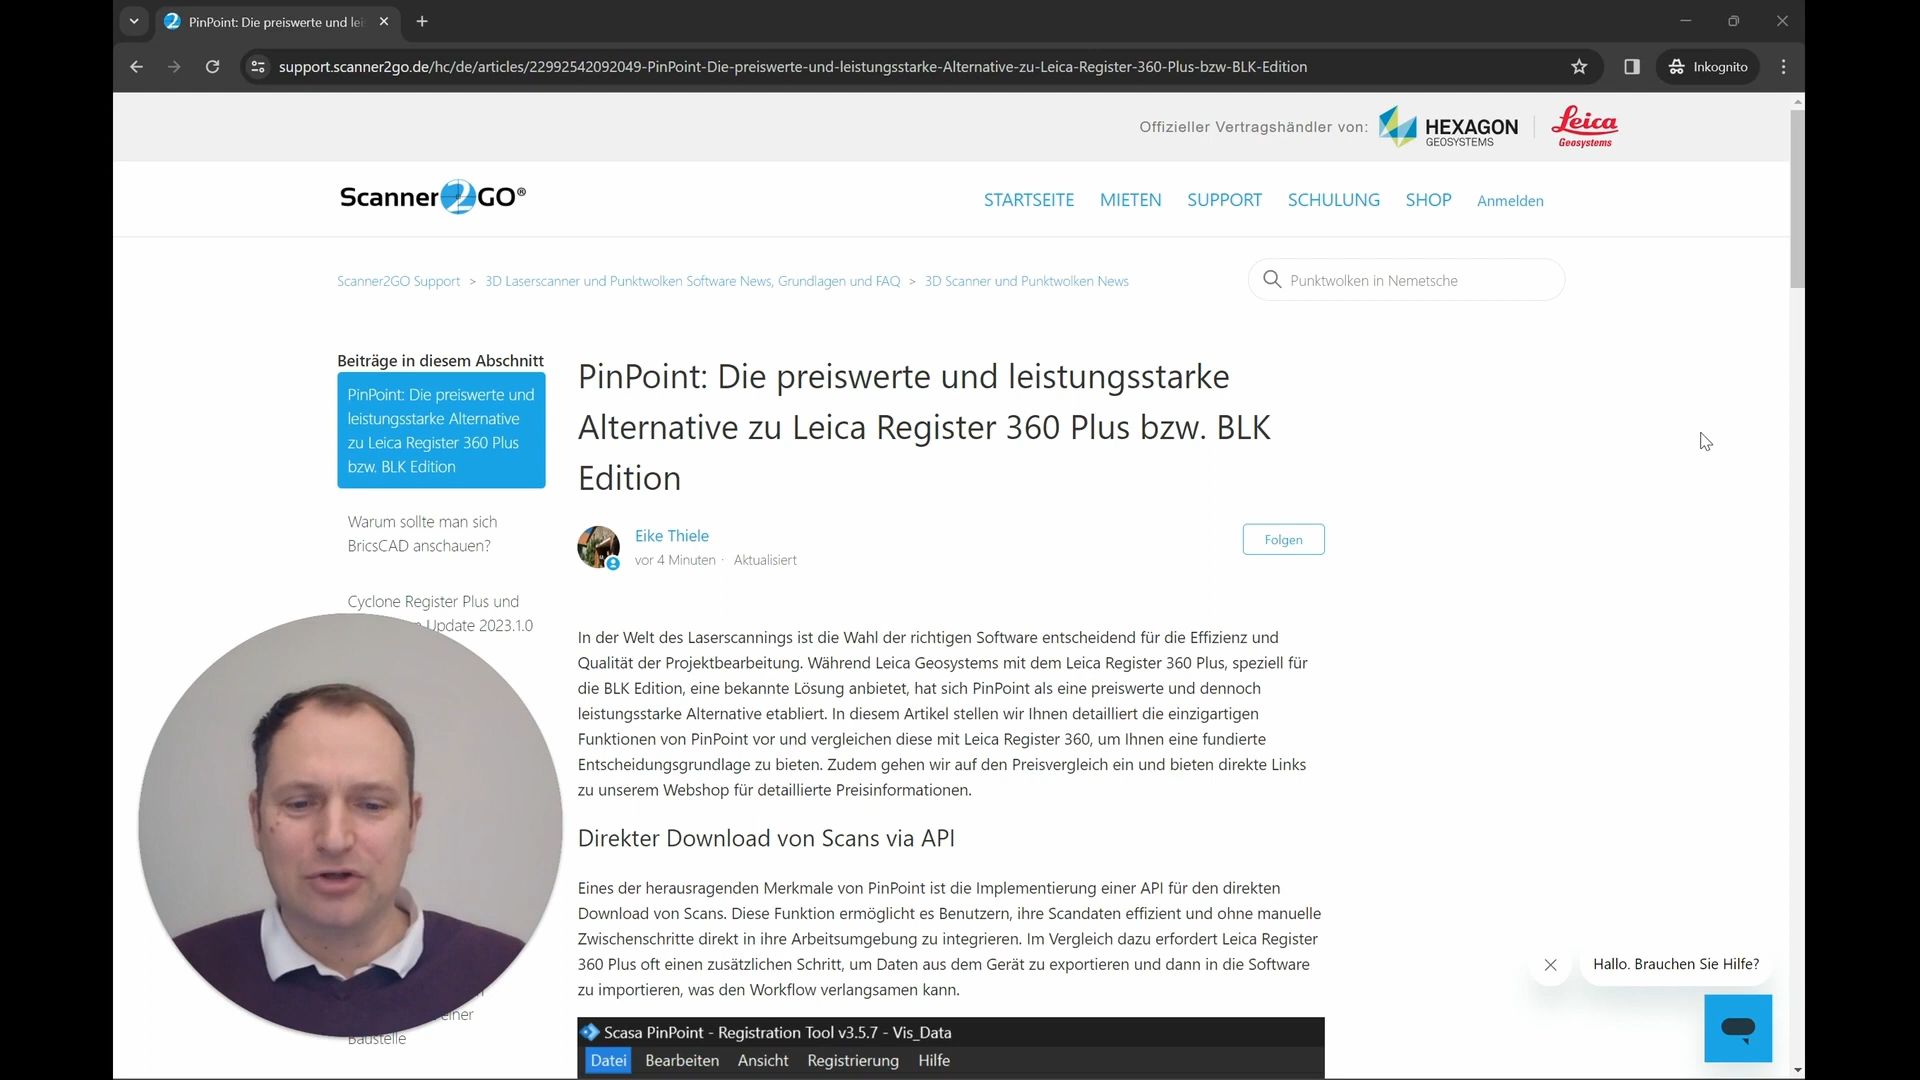 PinPoint: Die preiswerte und lei
support.scanner2go.de/hc/de/articles/22992542092049-PinPoint-Die-preiswerte-und-leistungsstarke-Alternative-zu-Leica-Register-360-Plus-bzw-BLK-Edition
Inkognito
Offizieller Vertragshändler von:
HEXAGON
GEOSYSTEMS
Leica
Geosystems
Scanner2GO®
STARTSEITE MIETEN SUPPORT SCHULUNG SHOP Anmelden
Scanner2GO Support > 3D Laserscanner und Punktwolken Software News, Grundlagen und FAQ > 3D Scanner und Punktwolken News
Punktwolken in Nemetsche
Beiträge in diesem Abschnitt
PinPoint: Die preiswerte und
leistungsstarke Alternative
zu Leica Register 360 Plus
bzw. BLK Edition
Warum sollte man sich
BricsCAD anschauen?
Cyclone Register Plus und
Update 2023.1.0
einer
Baustelle
PinPoint: Die preiswerte und leistungsstarke
Alternative zu Leica Register 360 Plus bzw. BLK
Edition
Eike Thiele
vor 4 Minuten · Aktualisiert
Folgen
In der Welt des Laserscannings ist die Wahl der richtigen Software entscheidend für die Effizienz und
Qualität der Projektbearbeitung. Während Leica Geosystems mit dem Leica Register 360 Plus, speziell für
die BLK Edition, eine bekannte Lösung anbietet, hat sich PinPoint als eine preiswerte und dennoch
leistungsstarke Alternative etabliert. In diesem Artikel stellen wir Ihnen detailliert die einzigartigen
Funktionen von PinPoint vor und vergleichen diese mit Leica Register 360, um Ihnen eine fundierte
Entscheidungsgrundlage zu bieten. Zudem gehen wir auf den Preisvergleich ein und bieten direkte Links
zu unserem Webshop für detaillierte Preisinformationen.
Direkter Download von Scans via API
Eines der herausragenden Merkmale von PinPoint ist die Implementierung einer API für den direkten
Download von Scans. Diese Funktion ermöglicht es Benutzern, ihre Scandaten effizient und ohne manuelle
Zwischenschritte direkt in ihre Arbeitsumgebung zu integrieren. Im Vergleich dazu erfordert Leica Register
360 Plus oft einen zusätzlichen Schritt, um Daten aus dem Gerät zu exportieren und dann in die Software
zu importieren, was den Workflow verlangsamen kann.
Scasa PinPoint - Registration Tool v3.5.7 - Vis_Data
Datei Bearbeiten Ansicht Registrierung Hilfe
Hallo. Brauchen Sie Hilfe?